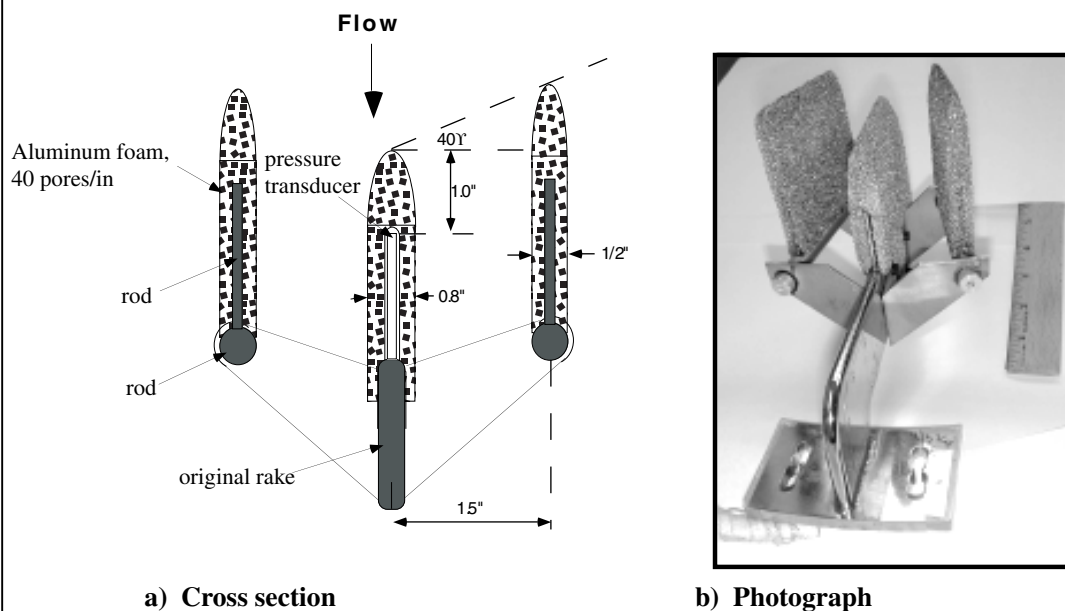 Flow
Aluminum foam,
40 pores/in
pressure
transducer
40ϒ
1.0"
1/2"
0.8"
rod
rod
original rake
15"
a) Cross section
b) Photograph